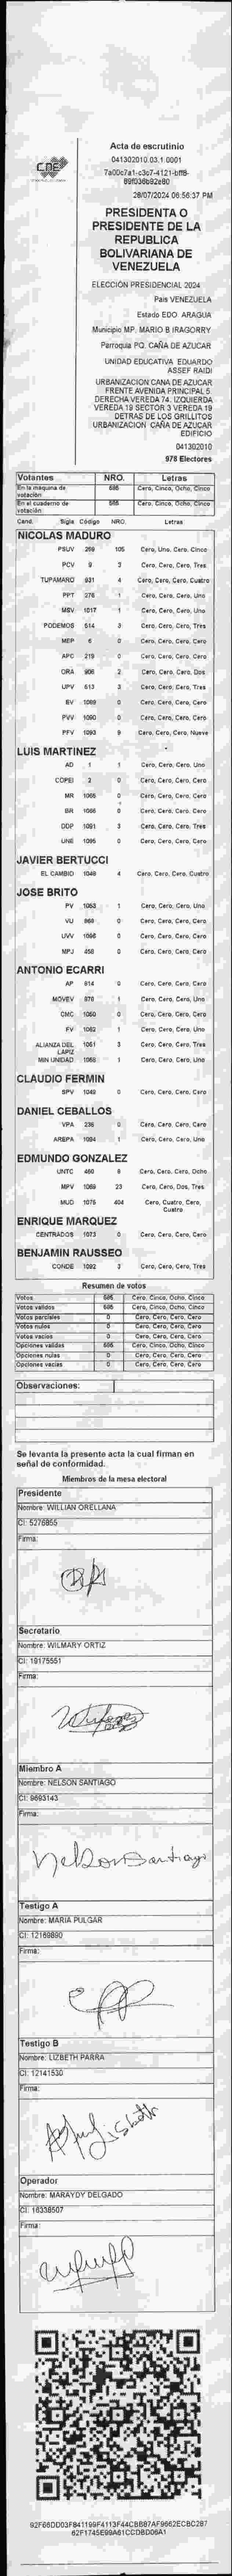 CNE
Acta de escrutinio
041302010.03.1.0001
28/07/2024 06:56:37 PM
PRESIDENTA O
PRESIDENTE DE LA
REPUBLICA
BOLIVARIANA DE
VENEZUELA
ELECCIÓN PRESIDENCIAL 2024
Pais VENEZUELA
Estado EDO. ARAGUA
Municipio MP. MARIO B IRAGORRY
Parroquia PQ. CAÑA DE AZUCAR
UNIDAD EDUCATIVA EDUARDO
ASSEF RAIDI
URBANIZACION CANA DE AZUCAR
FRENTE AVENIDA PRINCIPAL 5
DERECHA VEREDA 74. IZQUIERDA
VEREDA 18 SECTOR 3 VEREDA 19
DETRAS DE LOS GRILLITOS
URBANIZACION CAÑA DE AZUCAR
EDIFICIO
041302010
978 Electores
Votantes NRO. Letras
En la maquina de votación: 585 Cero, Cinco, Ocho, Cinco
En el cuaderno de votación: 585 Cero, Cinco, Ocho, Cinco
Cand. Sigla Código NRO. Letras
NICOLAS MADURO
PSUV 269 105 Cero, Uno, Cero, Cinco
PCV 9 3 Cero, Cero, Cero, Tres
TUPAMARO 931 4 Cero, Cero, Cero, Cuatro
PPT 376 1 Cero, Cero, Cero, Uno
MSV 1017 1 Cero, Cero, Cero, Uno
PODEMOS 514 3 Cero, Cero, Cero, Tres
MEP 6 0 Cero, Cero, Cero, Cero
APC 219 0 Cero, Cero, Cero, Cero
ORA 906 2 Cero, Cero, Cero, Dos
UPV 613 3 Cero, Cero, Cero, Tres
EV 1089 0 Cero, Cero, Cero, Cero
PVV 1090 0 Cero, Cero, Cero, Cero
PFV 1093 9 Cero, Cero, Cero, Nueve
LUIS MARTINEZ
AD 1 1 Cero, Cero, Cero, Uno
COPEI 2 0 Cero, Cero, Cero, Cero
MR 1065 0 Cero, Cero, Cero, Cero
BR 1088 0 Cero, Cero, Cero, Cero
DDP 1091 3 Cero, Cero, Cero, Tres
UNE 1095 0 Cero, Cero, Cero, Cero
JAVIER BERTUCCI
EL CAMBIO 1048 4 Cero, Cero, Cero, Cuatro
JOSE BRITO
PV 1063 1 Cero, Cero, Cero, Uno
VU 868 0 Cero, Cero, Cero, Cero
UVV 1096 0 Cero, Cero, Cero, Cero
MPJ 458 0 Cero, Cero, Cero, Cero
ANTONIO ECARRI
AP 914 0 Cero, Cero, Cero, Cero
MOVEV 978 1 Cero, Cero, Cero, Uno
CMC 1050 0 Cero, Cero, Cero, Cero
FV 1062 1 Cero, Cero, Cero, Uno
ALIANZA DEL LAPIZ 1061 3 Cero, Cero, Cero, Tres
MIN UNIDAD 1058 1 Cero, Cero, Cero, Uno
CLAUDIO FERMIN
SPV 1049 0 Cero, Cero, Cero, Cero
DANIEL CEBALLOS
VPA 236 0 Cero, Cero, Cero, Cero
AREPA 1094 1 Cero, Cero, Cero, Uno
EDMUNDO GONZALEZ
UNTC 460 8 Cero, Cero, Cero, Ocho
MPV 1069 23 Cero, Cero, Dos, Tres
MUD 1075 404 Cero, Cuatro, Cero, Cuatro
ENRIQUE MARQUEZ
CENTRADOS 1073 0 Cero, Cero, Cero, Cero
BENJAMIN RAUSSEO
CONDE 1092 3 Cero, Cero, Cero, Tres
Resumen de votos
Votos 585 Cero, Cinco, Ocho, Cinco
Votos validos 585 Cero, Cinco, Ocho, Cinco
Votos parciales 0 Cero, Cero, Cero, Cero
Votos nulos 0 Cero, Cero, Cero, Cero
Votos vacios 0 Cero, Cero, Cero, Cero
Opciones validas 585 Cero, Cinco, Ocho, Cinco
Opciones nulas 0 Cero, Cero, Cero, Cero
Opciones vacias 0 Cero, Cero, Cero, Cero
Observaciones:
Se levanta la presente acta la cual firman en
señal de conformidad.
Miembros de la mesa electoral
Presidente
Nombre: WILLIAN ORELLANA
CI: 5276855
Firma:
Secretario
Nombre: WILMARY ORTIZ
CI: 19175551
Firma:
Miembro A
Nombre: NELSON SANTIAGO
CI: 9693143
Firma:
Nelson Santiago
Testigo A
Nombre: MARIA PULGAR
CI: 12169890
Firma:
Testigo B
Nombre: LIZBETH PARRA
CI: 12141530
Firma:
Operador
Nombre: MARAYDY DELGADO
CI: 16338507
Firma:
92F66DD03F841199F4113F44CBB87AF9662ECBC287
62F1745E99A61CCDBD06A1